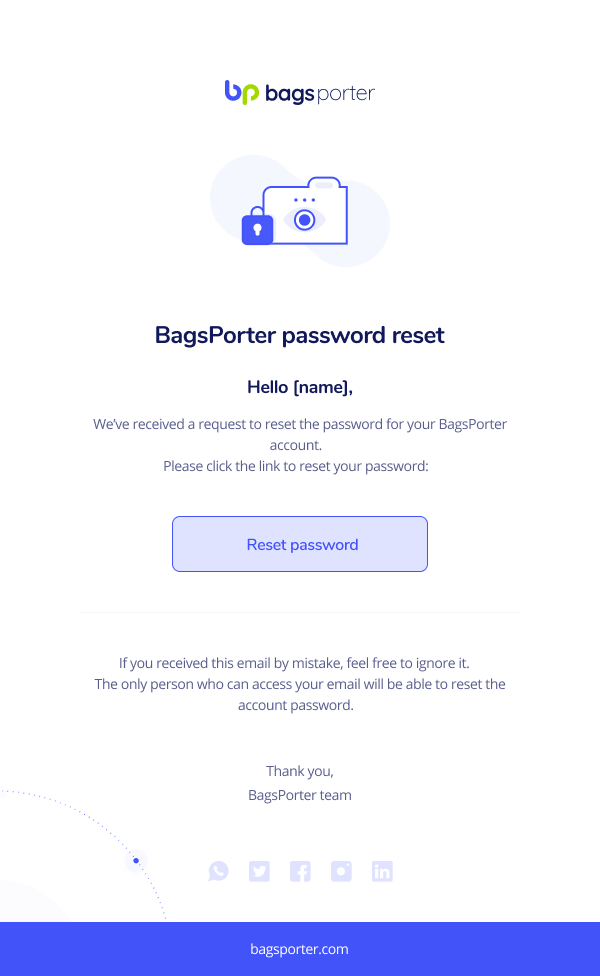 bp bagsporter
BagsPorter password reset
Hello [name],
We’ve received a request to reset the password for your BagsPorter
account.
Please click the link to reset your password:
Reset password
If you received this email by mistake, feel free to ignore it.
The only person who can access your email will be able to reset the
account password.
Thank you,
BagsPorter team
bagsporter.com